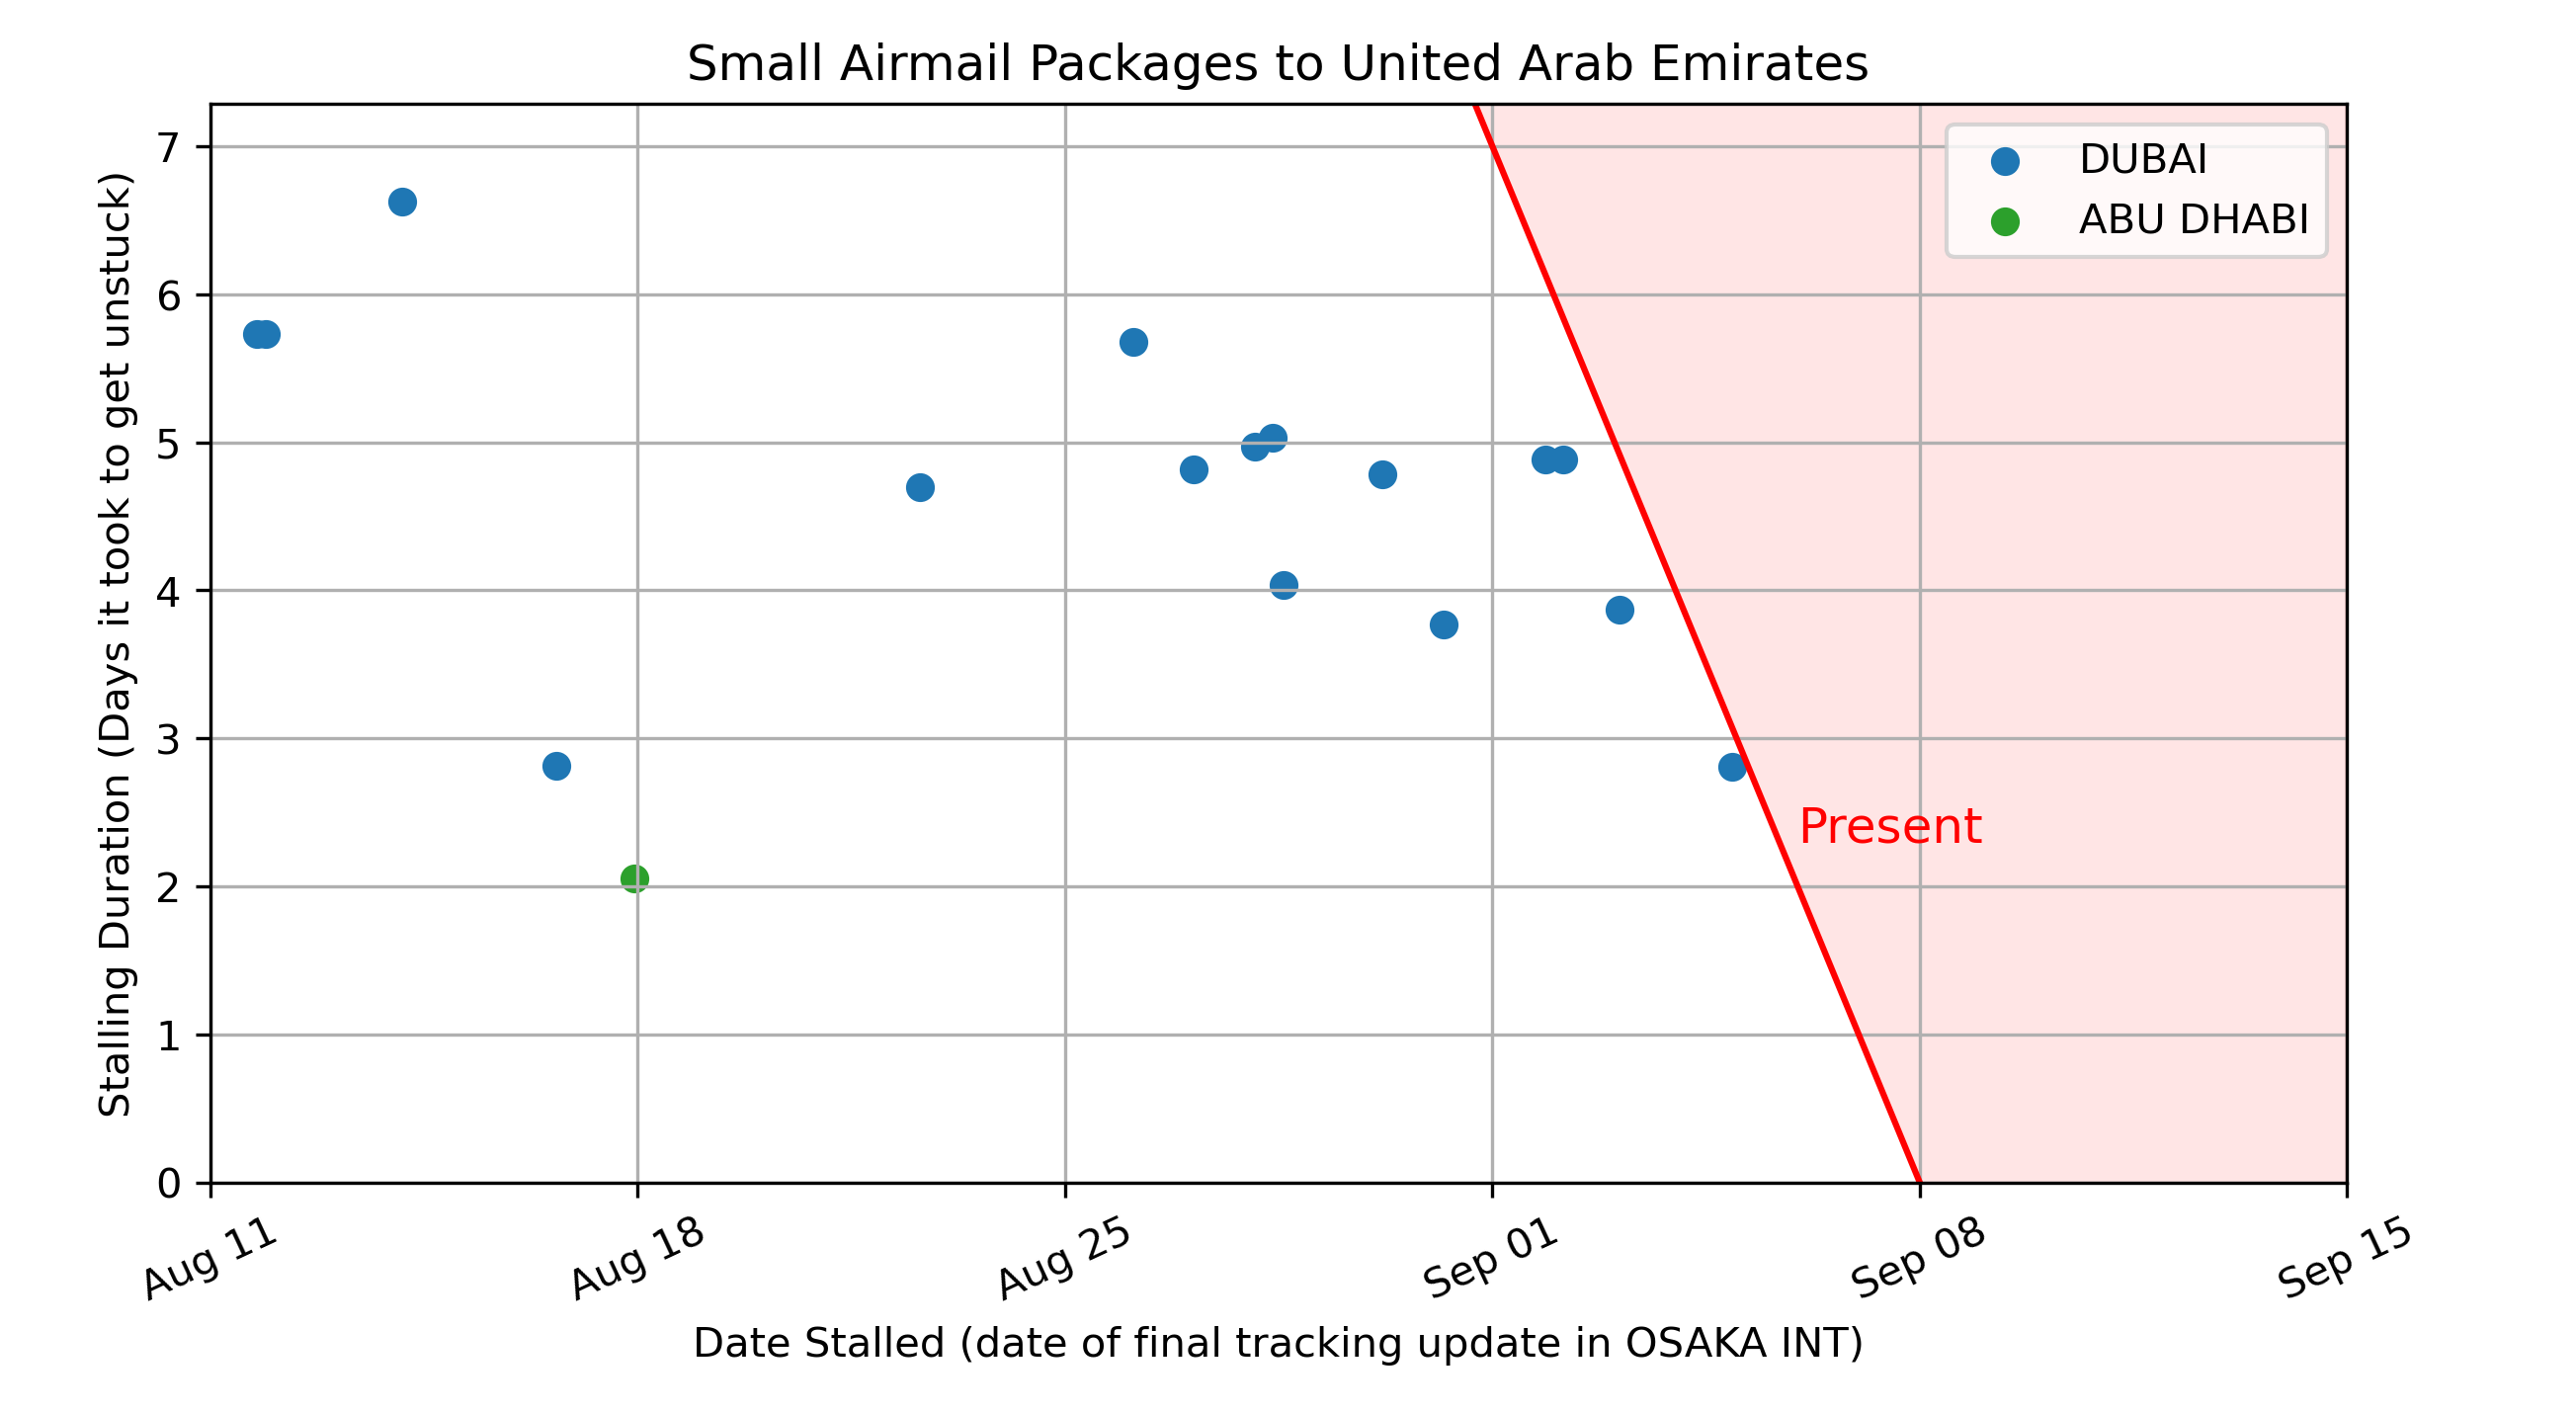 Small Airmail Packages to United Arab Emirates
Stalling Duration (Days it took to get unstuck)
7
6
5
4
3
2
1
0
DUBAI
ABU DHABI
Present
Aug 11
Aug 18
Aug 25
Sep 01
Sep 08
Sep 15
Date Stalled (date of final tracking update in OSAKA INT)